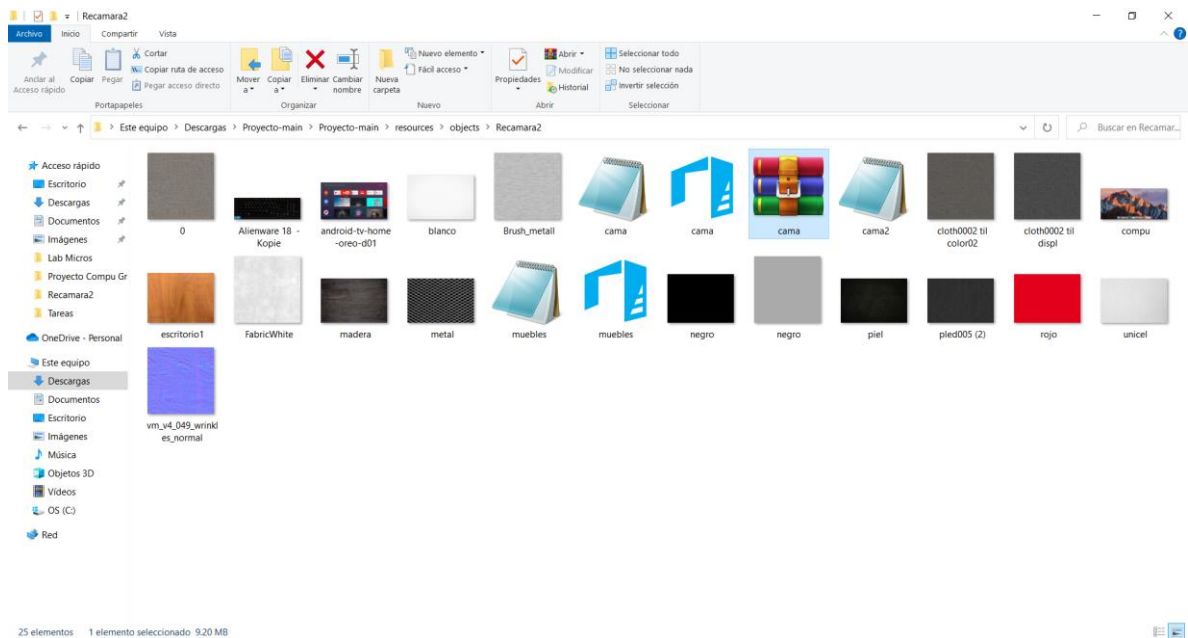 Recamara2
Archivo Inicio Compartir Vista
Anclar al Acceso rápido
Copiar
Pegar
Cortar
Copiar ruta de acceso
Pegar acceso directo
Portapapeles
Mover a
Copiar a
Eliminar
Cambiar nombre
Organizar
Nueva carpeta
Nuevo elemento
Fácil acceso
Nuevo
Propiedades
Abrir
Modificar
Historial
Abrir
Seleccionar todo
No seleccionar nada
Invertir selección
Seleccionar
Este equipo > Descargas > Proyecto-main > Proyecto-main > resources > objects > Recamara2
Buscar en Recamar...
Acceso rápido
Escritorio
Descargas
Documentos
Imágenes
Lab Micros
Proyecto Compu Gr
Recamara2
Tareas
OneDrive - Personal
Este equipo
Descargas
Documentos
Escritorio
Imágenes
Música
Objetos 3D
Vídeos
OS (C:)
Red
0
Alienware 18 - Kopie
android-tv-home-oreo-d01
blanco
Brush_metall
cama
cama
cama
cama2
cloth0002 til color02
cloth0002 til displ
compu
escritorio1
FabricWhite
madera
metal
muebles
muebles
negro
negro
piel
pled005 (2)
rojo
unicel
vm_v4_049_wrinkles_normal
25 elementos 1 elemento seleccionado 9.20 MB